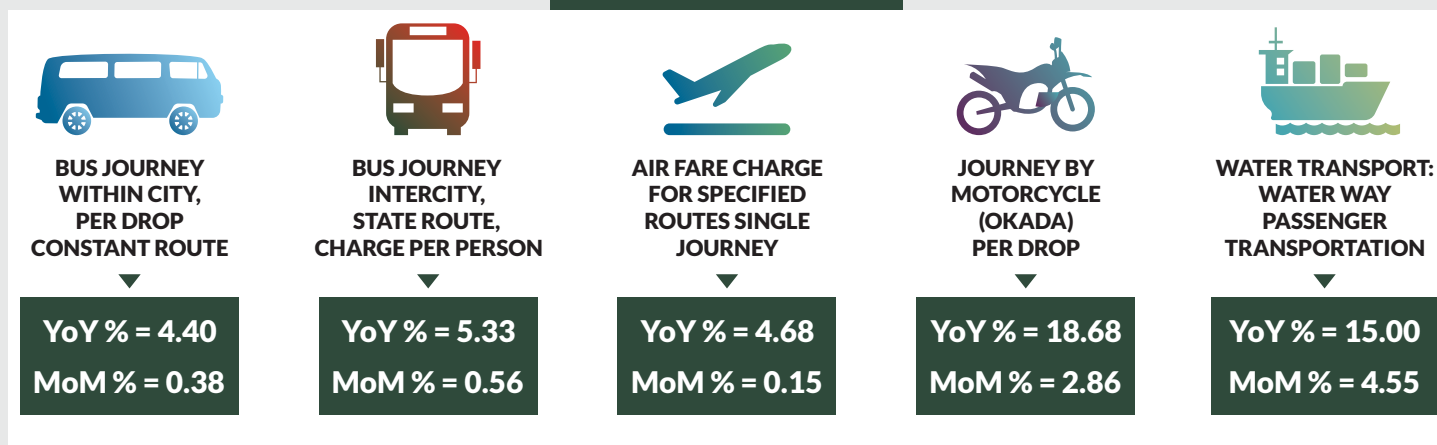 BUS JOURNEY
WITHIN CITY,
PER DROP
CONSTANT ROUTE
YoY % = 4.40
MoM % = 0.38
BUS JOURNEY
INTERCITY,
STATE ROUTE,
CHARGE PER PERSON
YoY % = 5.33
MoM % = 0.56
AIR FARE CHARGE
FOR SPECIFIED
ROUTES SINGLE
JOURNEY
YoY % = 4.68
MoM % = 0.15
JOURNEY BY
MOTORCYCLE
(OKADA)
PER DROP
YoY % = 18.68
MoM % = 2.86
WATER TRANSPORT:
WATER WAY
PASSENGER
TRANSPORTATION
YoY % = 15.00
MoM % = 4.55